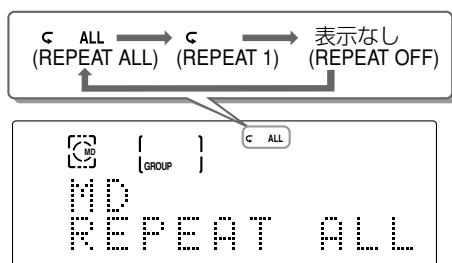 ALL 表示なし
(REPEAT ALL) (REPEAT 1) (REPEAT OFF)
ALL
MD GROUP
MD
REPEAT ALL